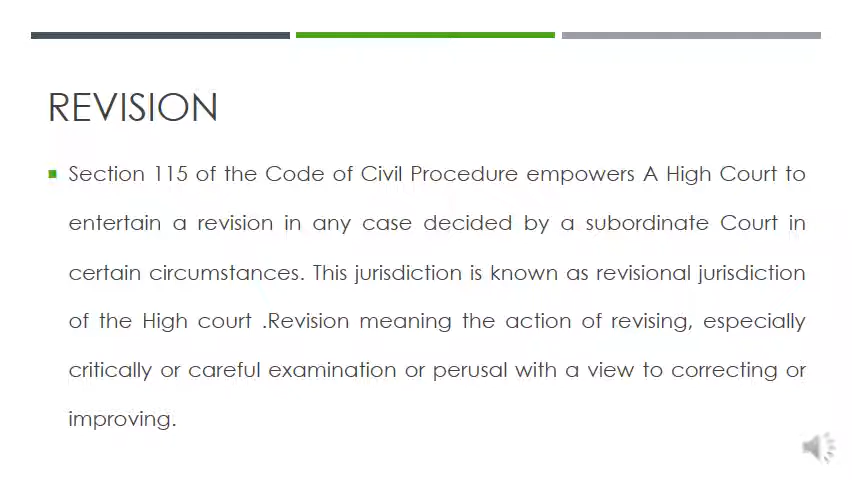 REVISION
Section 115 of the Code of Civil Procedure empowers A High Court to
entertain a revision in any case decided by a subordinate Court in
certain circumstances. This jurisdiction is known as revisional jurisdiction
of the High court .Revision meaning the action of revising, especially
critically or careful examination or perusal with a view to correcting or
improving.